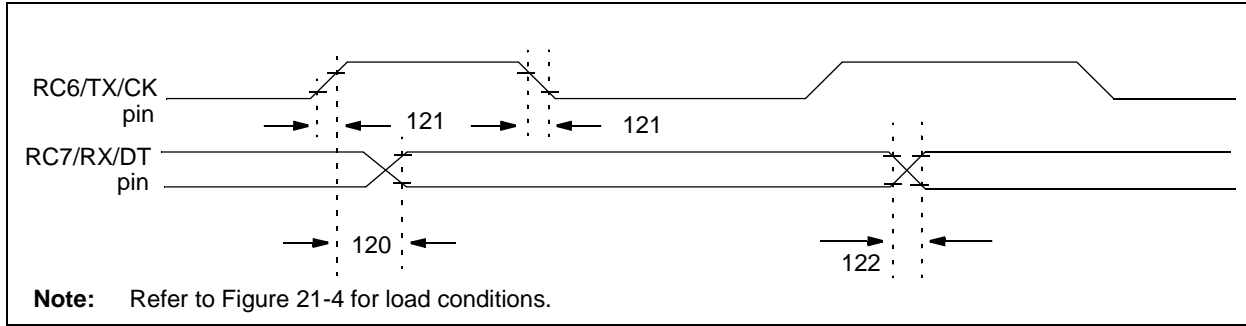 RC6/TX/CK
pin
121
121
RC7/RX/DT
pin
120
122
Note: Refer to Figure 21-4 for load conditions.